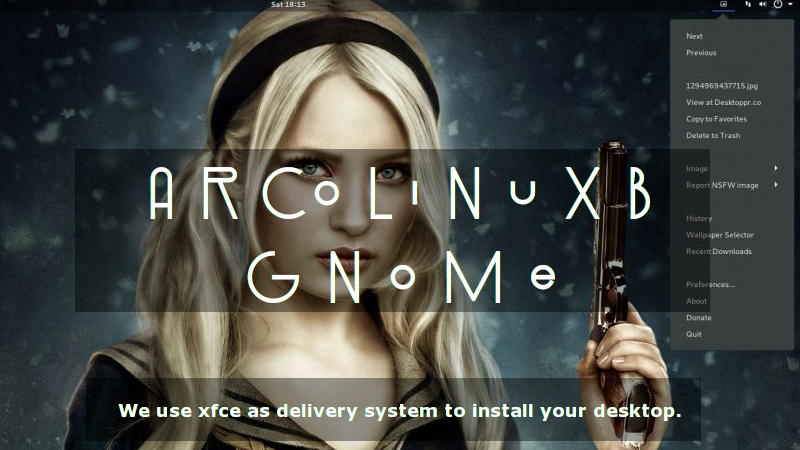 Sat 18:13
Next
Previous
1294969437715.jpg
View at Desktoppr.co
Copy to Favorites
Delete to Trash
Image
Report NSFW image
History
Wallpaper Selector
Recent Downloads
Preferences...
About
Donate
Quit
ARCoLiNuXB
GNoMe
We use xfce as delivery system to install your desktop.